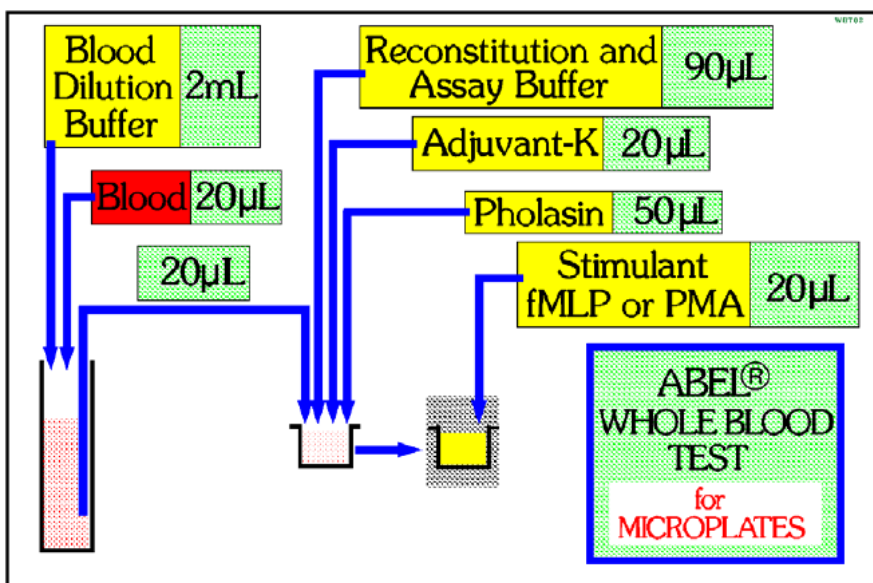 WBT02
Blood
Dilution
Buffer
2mL
Blood
20µL
20µL
Reconstitution and
Assay Buffer
90µL
Adjuvant-K
20µL
Pholasin
50µL
Stimulant
fMLP or PMA
20µL
ABEL®
WHOLE BLOOD
TEST
for
MICROPLATES